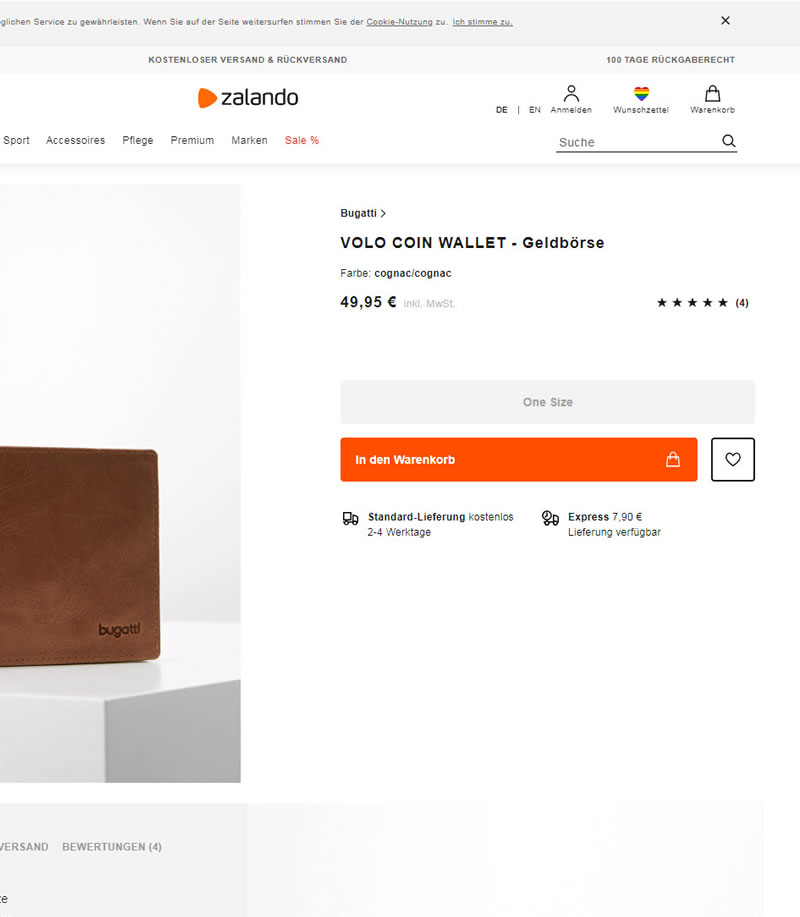 glichen Service zu gewährleisten. Wenn Sie auf der Seite weitersurfen stimmen Sie der Cookie-Nutzung zu. Ich stimme zu.
KOSTENLOSER VERSAND & RÜCKVERSAND
100 TAGE RÜCKGABERECHT
zalando
DE | EN
Anmelden
Wunschzettel
Warenkorb
Sport Accessoires Pflege Premium Marken Sale %
Suche
Bugatti
VOLO COIN WALLET - Geldbörse
Farbe: cognac/cognac
49,95 € inkl. MwSt.
(4)
One Size
In den Warenkorb
Standard-Lieferung kostenlos
2-4 Werktage
Express 7,90 €
Lieferung verfügbar
bugatti
VERSAND BEWERTUNGEN (4)
ze